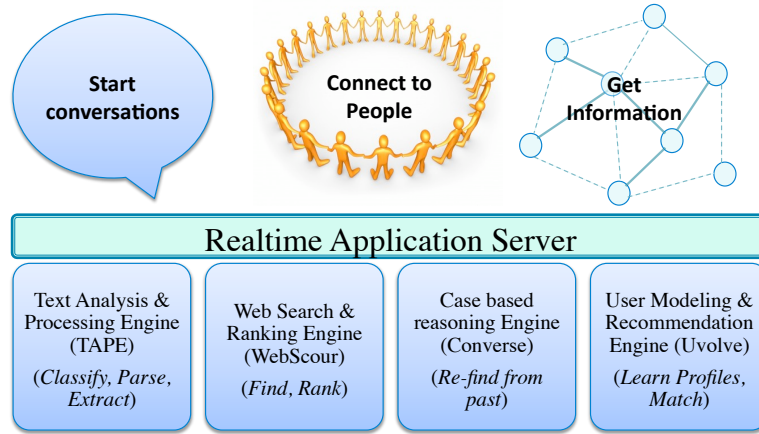 Start
conversations
Connect to
People
Get
Information
Realtime Application Server
Text Analysis &
Processing Engine
(TAPE)
(Classify, Parse,
Extract)
Web Search &
Ranking Engine
(WebScour)
(Find, Rank)
Case based
reasoning Engine
(Converse)
(Re-find from
past)
User Modeling &
Recommendation
Engine (Uvolve)
(Learn Profiles,
Match)